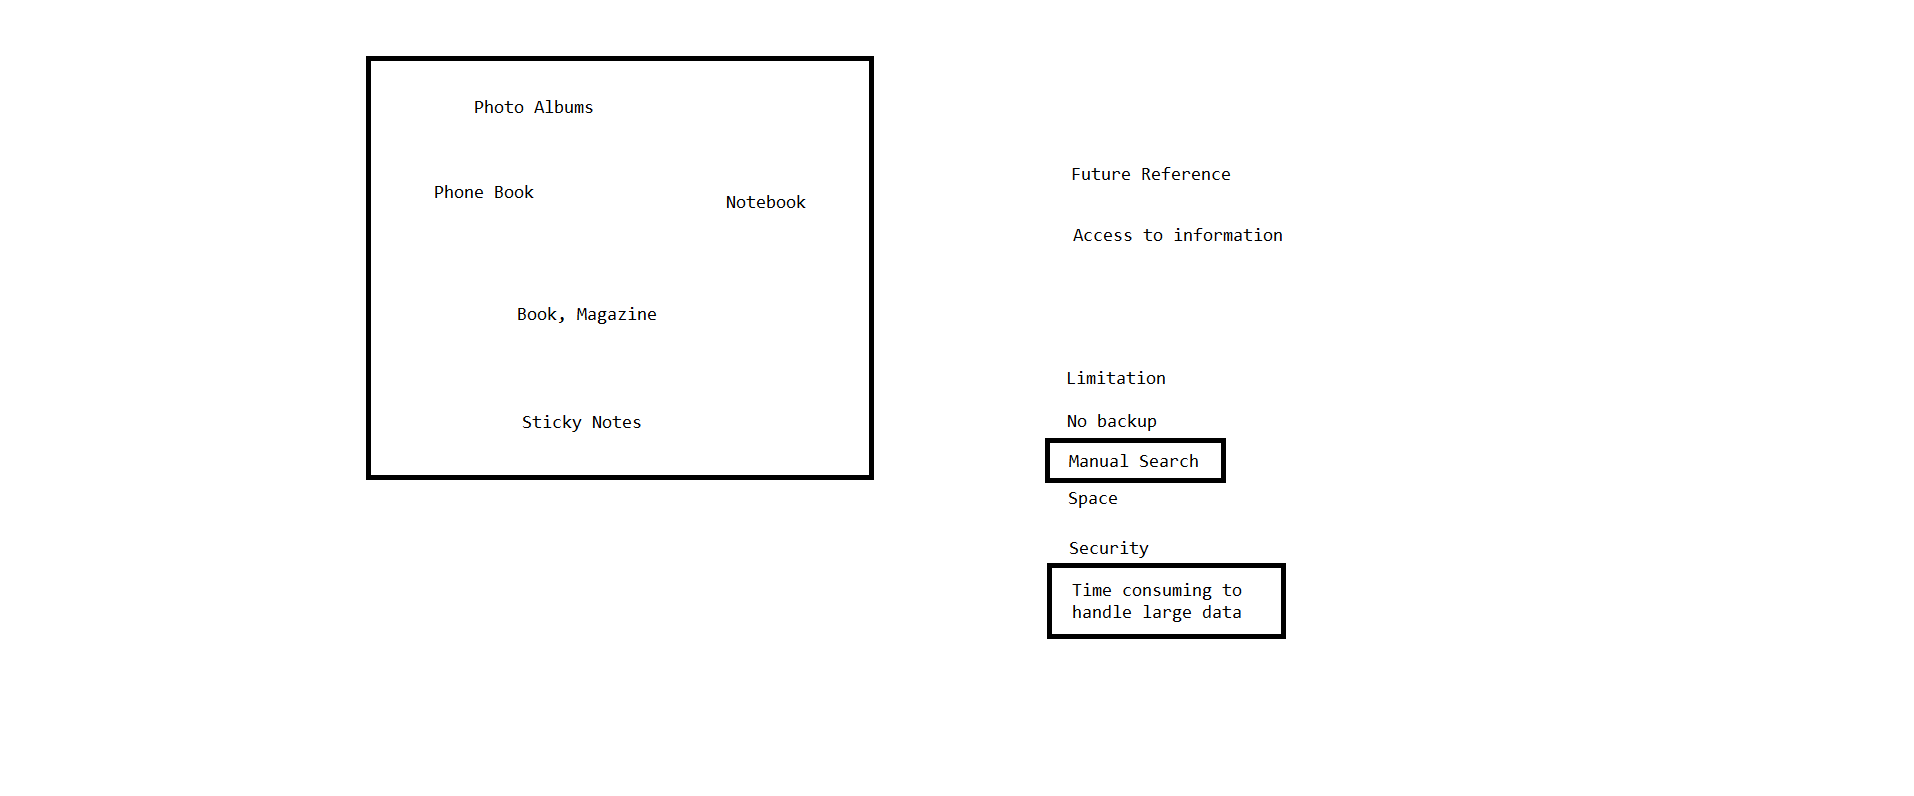 Photo Albums
Phone Book
Notebook
Book, Magazine
Sticky Notes
Future Reference
Access to information
Limitation
No backup
Manual Search
Space
Security
Time consuming to
handle large data